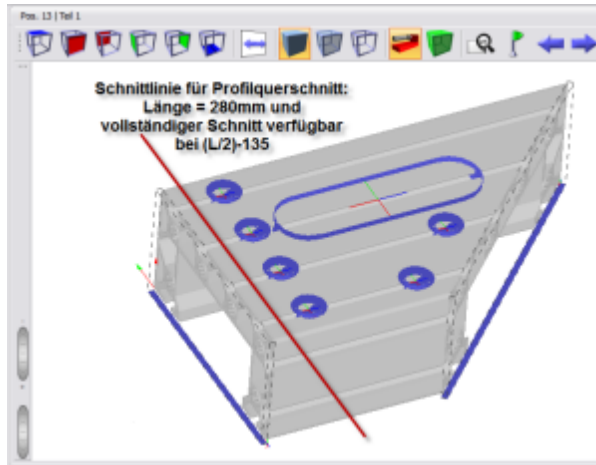 Pos. 13 | Teil 1
Schnittlinie für Profilquerschnitt:
Länge = 280mm und
vollständiger Schnitt verfügbar
bei (L/2)-135